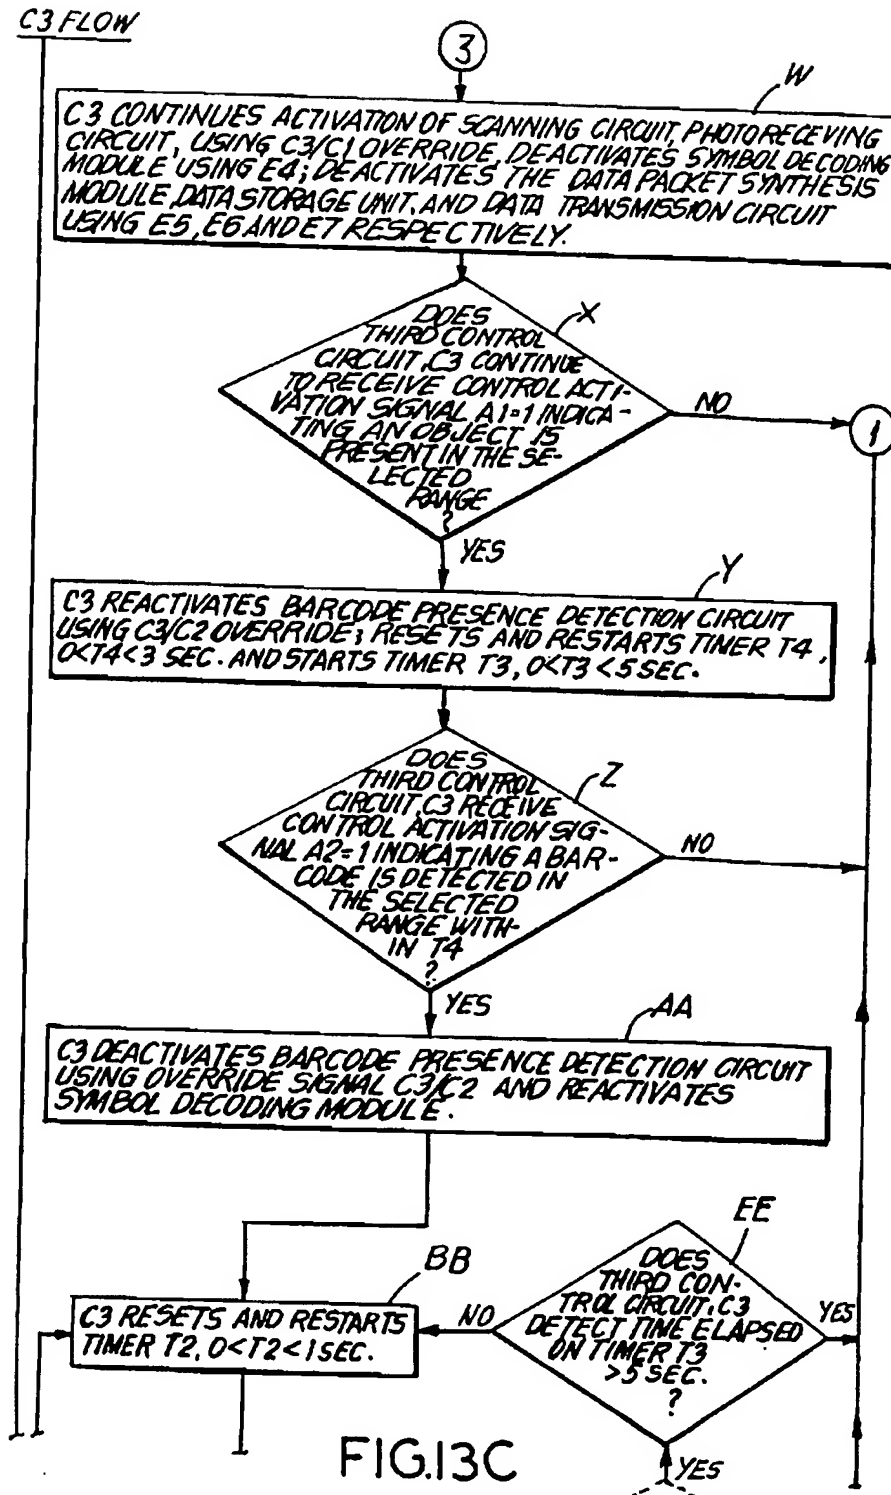 C3 FLOW
3
W
C3 CONTINUES ACTIVATION OF SCANNING CIRCUIT, PHOTORECEVING
CIRCUIT, USING C3/C1 OVERRIDE, DEACTIVATES SYMBOL DECODING
MODULE USING E4; DEACTIVATES THE DATA PACKET SYNTHESIS
MODULE, DATA STORAGE UNIT, AND DATA TRANSMISSION CIRCUIT
USING E5, E6 AND E7 RESPECTIVELY.
X
DOES
THIRD CONTROL
CIRCUIT, C3 CONTINUE
TO RECEIVE CONTROL ACTI-
VATION SIGNAL A1=1 INDICA-
TING AN OBJECT IS
PRESENT IN THE SE-
LECTED
RANGE
?
NO
1
YES
Y
C3 REACTIVATES BARCODE PRESENCE DETECTION CIRCUIT
USING C3/C2 OVERRIDE; RESETS AND RESTARTS TIMER T4,
0<T4<3 SEC. AND STARTS TIMER T3, 0<T3<5 SEC.
Z
DOES
THIRD CONTROL
CIRCUIT, C3 RECEIVE
CONTROL ACTIVATION SIG-
NAL A2=1 INDICATING A BAR-
CODE IS DETECTED IN
THE SELECTED
RANGE WITH-
IN T4
?
NO
YES
AA
C3 DEACTIVATES BARCODE PRESENCE DETECTION CIRCUIT
USING OVERRIDE SIGNAL C3/C2 AND REACTIVATES
SYMBOL DECODING MODULE.
BB
C3 RESETS AND RESTARTS
TIMER T2, 0<T2<1 SEC.
NO
EE
DOES
THIRD CON-
TROL CIRCUIT, C3
DETECT TIME ELAPSED
ON TIMER T3
>5 SEC.
?
YES
YES
FIG.13C